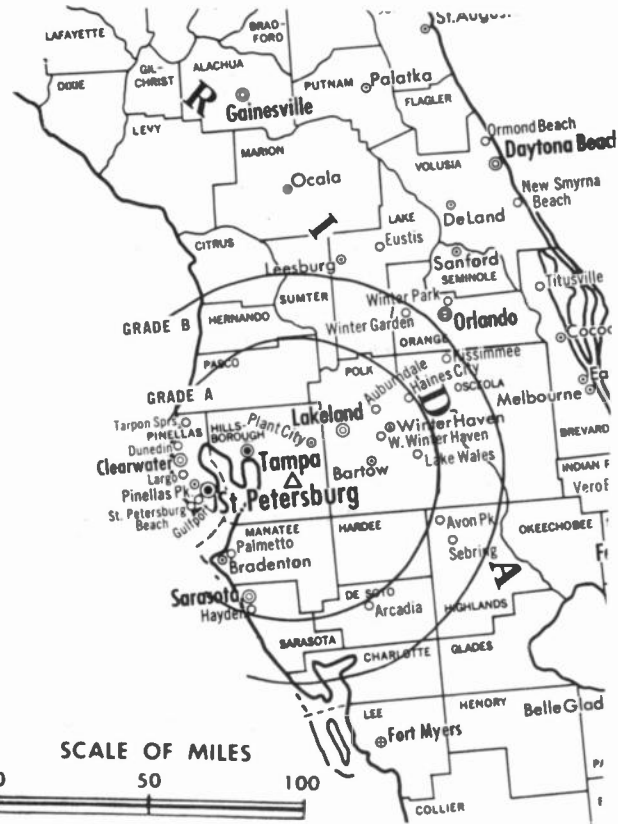 St.August
LAFAYETTE
BRAD-
FORD
GIL-
CHRIST
ALACHUA
DIXIE
PUTNAM
Palatka
R
Gainesville
FLAGLER
LEVY
Ormond Beach
MARION
Daytona Beach
VOLUSIA
Ocala
New Smyrna
Beach
LAKE
DeLand
I
CITRUS
Eustis
Leesburg
Sanford
SEMINOLE
Titusville
SUMTER
Winter Park
GRADE B
HERNANDO
Winter Garden
Orlando
ORANGE
Cocoa
PASCO
Kissimmee
POLK
Haines City
OSCEOLA
Auburndale
GRADE A
Melbourne
Ea
Tarpon Sprs.
PINELLAS
HILLS-
BOROUGH
Plant City
Lakeland
D
Winter Haven
BREVARD
Dunedin
W. Winter Haven
Clearwater
Tampa
Bartow
Lake Wales
Largo
INDIAN R
Pinellas Pk.
St. Petersburg
Vero B
St. Petersburg
Beach
Gulfport
MANATEE
HARDEE
Avon Pk
OKEECHOBEE
Palmetto
Sebring
Bradenton
A
Sarasota
DE SOTO
Hayden
Arcadia
HIGHLANDS
SARASOTA
CHARLOTTE
GLADES
LEE
HENDRY
Belle Glad
Fort Myers
SCALE OF MILES
0 50 100
COLLIER